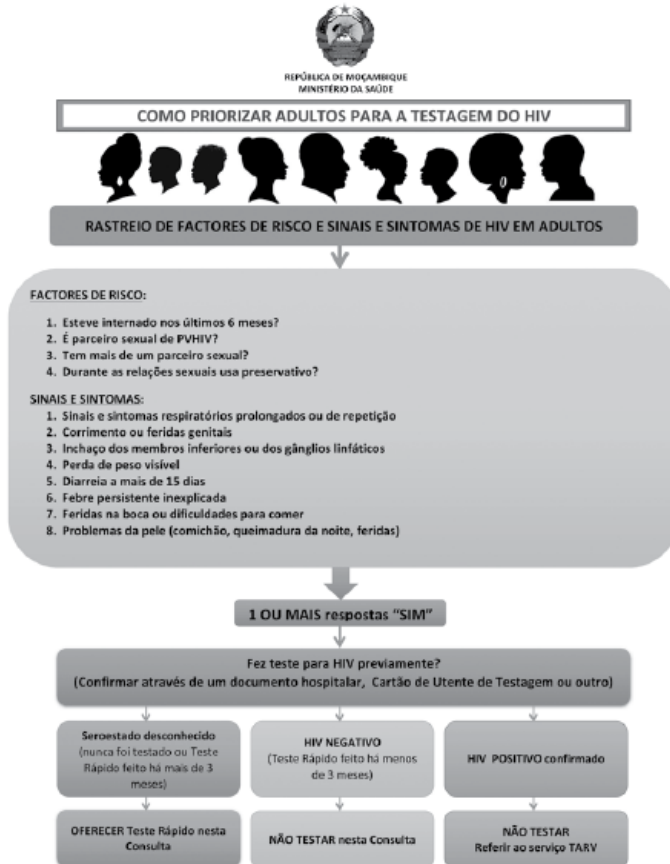 REPÚBLICA DE MOÇAMBIQUE
MINISTÉRIO DA SAÚDE
COMO PRIORIZAR ADULTOS PARA A TESTAGEM DO HIV
RASTREIO DE FACTORES DE RISCO E SINAIS E SINTOMAS DE HIV EM ADULTOS
FACTORES DE RISCO:
1. Esteve internado nos últimos 6 meses?
2. É parceiro sexual de PVHIV?
3. Tem mais de um parceiro sexual?
4. Durante as relações sexuais usa preservativo?
SINAIS E SINTOMAS:
1. Sinais e sintomas respiratórios prolongados ou de repetição
2. Corrimento ou feridas genitais
3. Inchaço dos membros inferiores ou dos gânglios linfáticos
4. Perda de peso visível
5. Diarreia a mais de 15 dias
6. Febre persistente inexplicada
7. Feridas na boca ou dificuldades para comer
8. Problemas da pele (comichão, queimadura da noite, feridas)
1 OU MAIS respostas “SIM”
Fez teste para HIV previamente?
(Confirmar através de um documento hospitalar, Cartão de Utente de Testagem ou outro)
Seroestado desconhecido
(nunca foi testado ou Teste
Rápido feito há mais de 3
meses)
HIV NEGATIVO
(Teste Rápido feito há menos
de 3 meses)
HIV POSITIVO confirmado
OFERECER Teste Rápido nesta
Consulta
NÃO TESTAR nesta Consulta
NÃO TESTAR
Referir ao serviço TARV